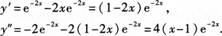 y′=e⁻²ˣ-2xe⁻²ˣ=(1-2x)e⁻²ˣ,
y″=-2e⁻²ˣ-2(1-2x)e⁻²ˣ=4(x-1)e⁻²ˣ.